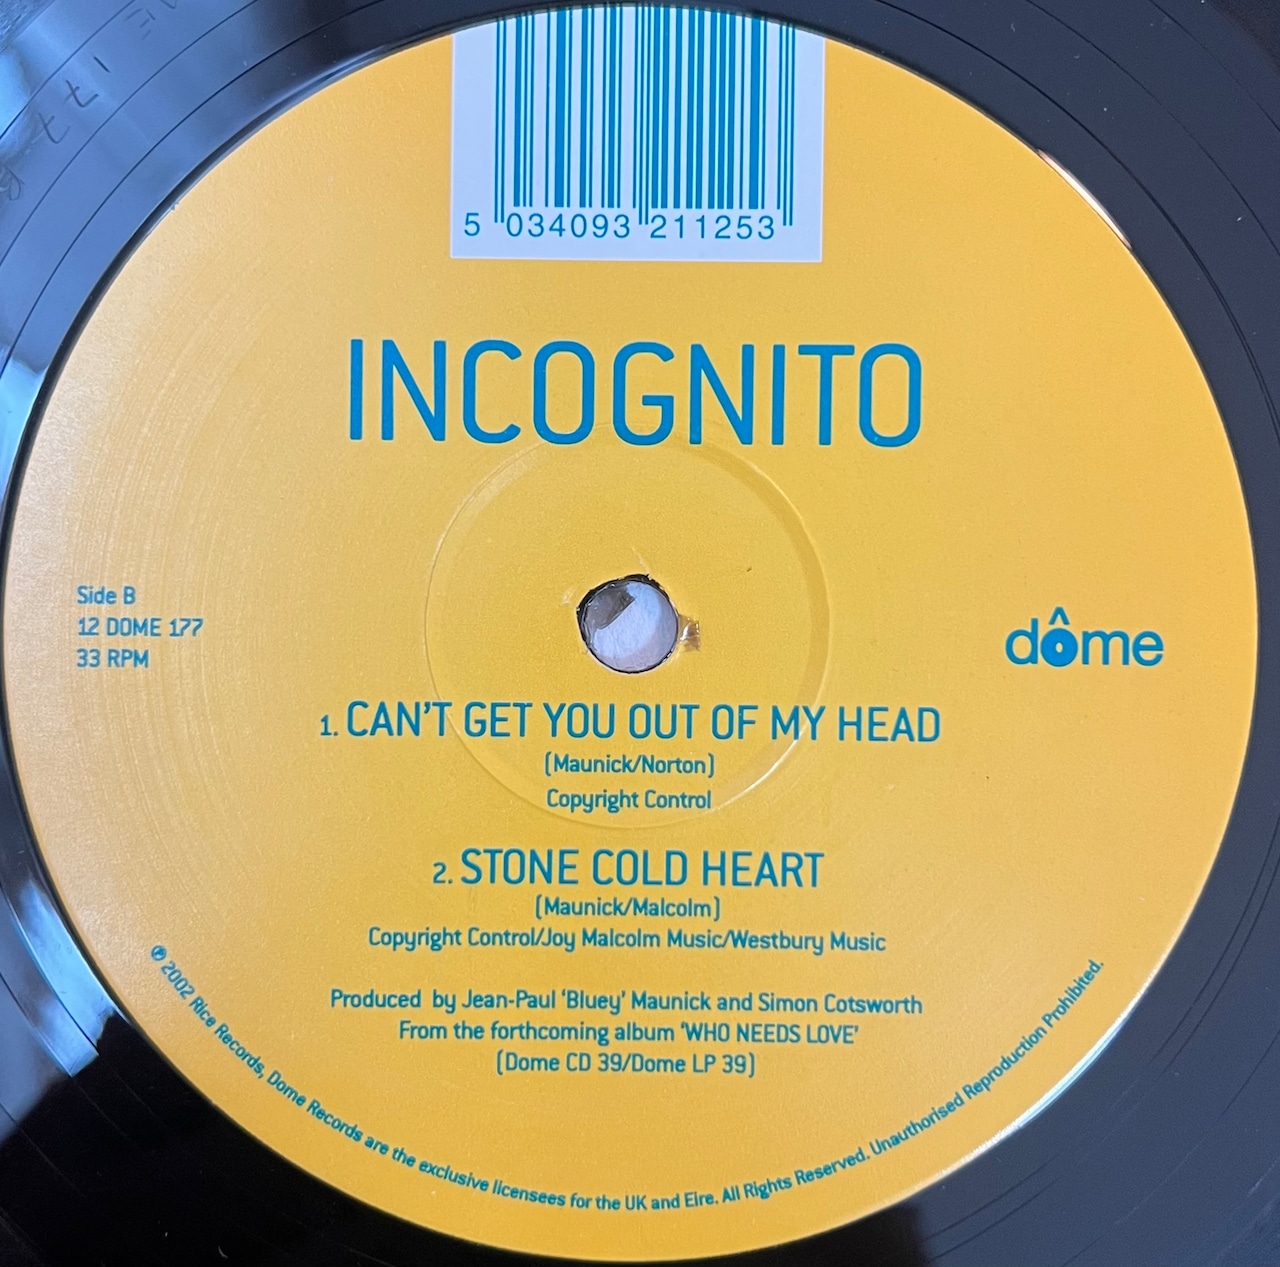 5 034093 211253
INCOGNITO
Side B
12 DOME 177
33 RPM
dôme
1. CAN'T GET YOU OUT OF MY HEAD
(Maunick/Norton)
Copyright Control
2. STONE COLD HEART
(Maunick/Malcolm)
Copyright Control/Joy Malcolm Music/Westbury Music
Produced by Jean-Paul 'Bluey' Maunick and Simon Cotsworth
From the forthcoming album 'WHO NEEDS LOVE'
(Dome CD 39/Dome LP 39)
℗ 2002 Rice Records, Dome Records are the exclusive licensees for the UK and Eire. All Rights Reserved. Unauthorised Reproduction Prohibited.